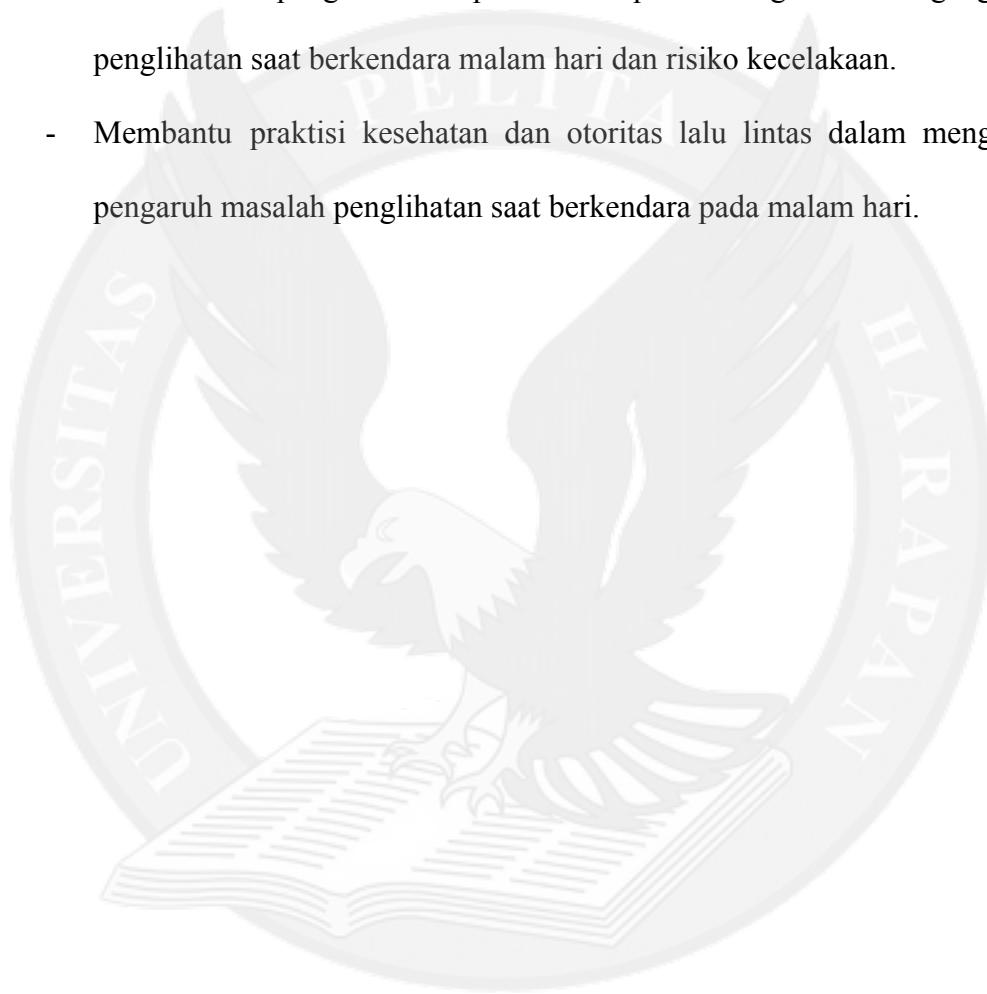 penglihatan saat berkendara malam hari dan risiko kecelakaan.
- Membantu praktisi kesehatan dan otoritas lalu lintas dalam
pengaruh masalah penglihatan saat berkendara pada malam hari.
UNIVERSITAS PELITA HARAPAN